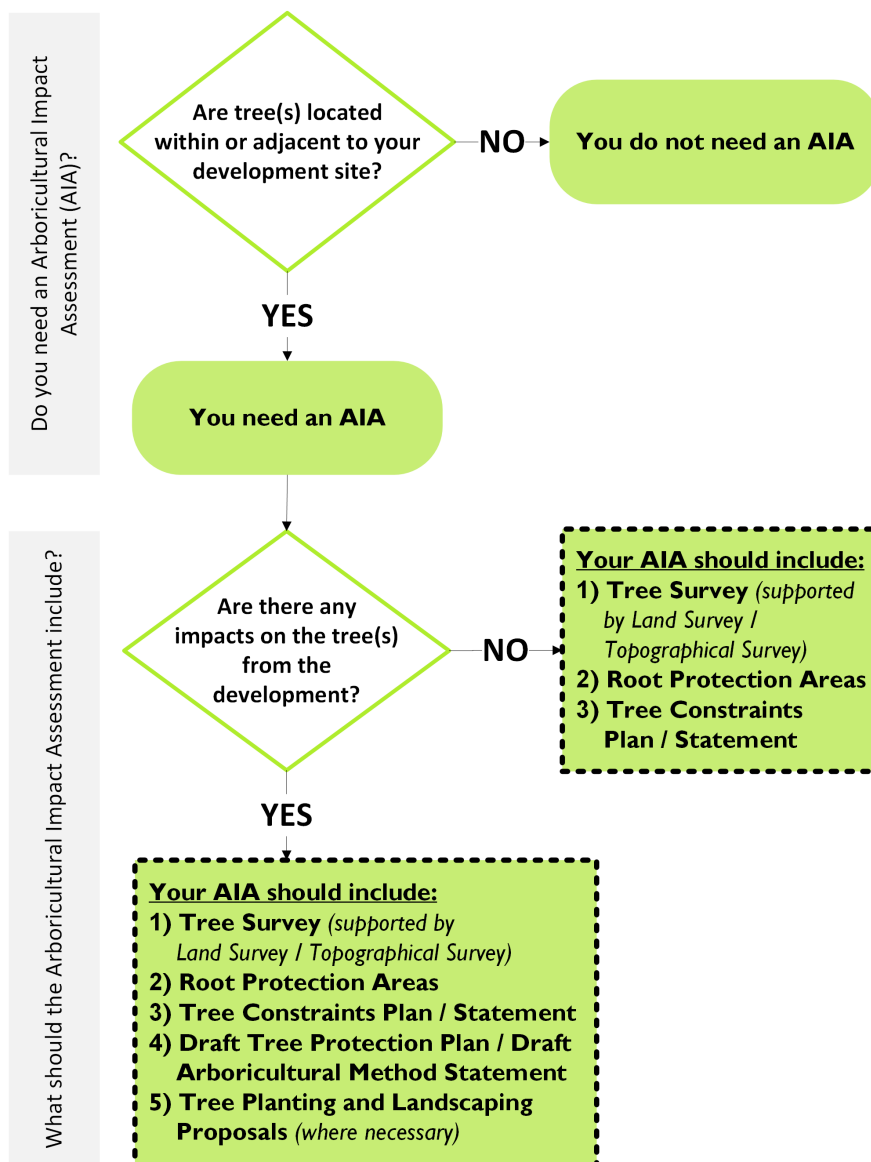 Do you need an Arboricultural Impact
Assessment (AIA)?
Are tree(s) located
within or adjacent to your
development site?
NO
You do not need an AIA
YES
You need an AIA
What should the Arboricultural Impact Assessment include?
Are there any
impacts on the tree(s)
from the
development?
NO
Your AIA should include:
1) Tree Survey (supported
by Land Survey /
Topographical Survey)
2) Root Protection Areas
3) Tree Constraints
Plan / Statement
YES
Your AIA should include:
1) Tree Survey (supported by
Land Survey / Topographical Survey)
2) Root Protection Areas
3) Tree Constraints Plan / Statement
4) Draft Tree Protection Plan / Draft
Arboricultural Method Statement
5) Tree Planting and Landscaping
Proposals (where necessary)